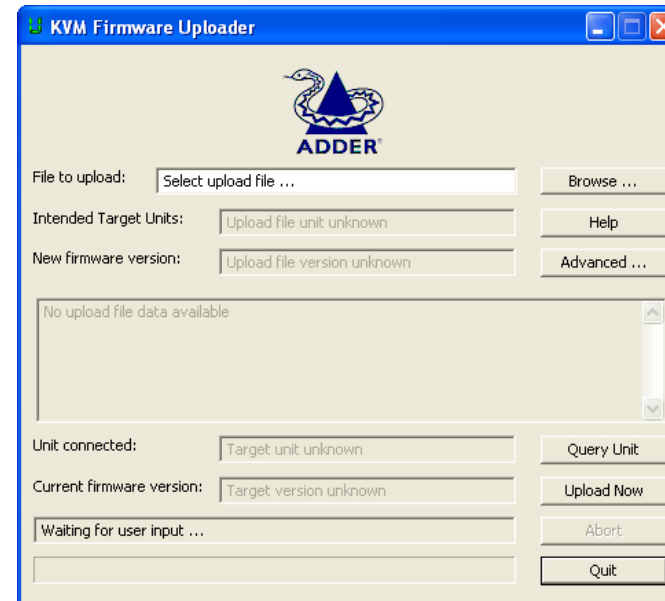 KVM Firmware Uploader
ADDER®
File to upload: Select upload file ... Browse ...
Intended Target Units: Upload file unit unknown Help
New firmware version: Upload file version unknown Advanced ...
No upload file data available
Unit connected: Target unit unknown Query Unit
Current firmware version: Target version unknown Upload Now
Waiting for user input ... Abort
Quit